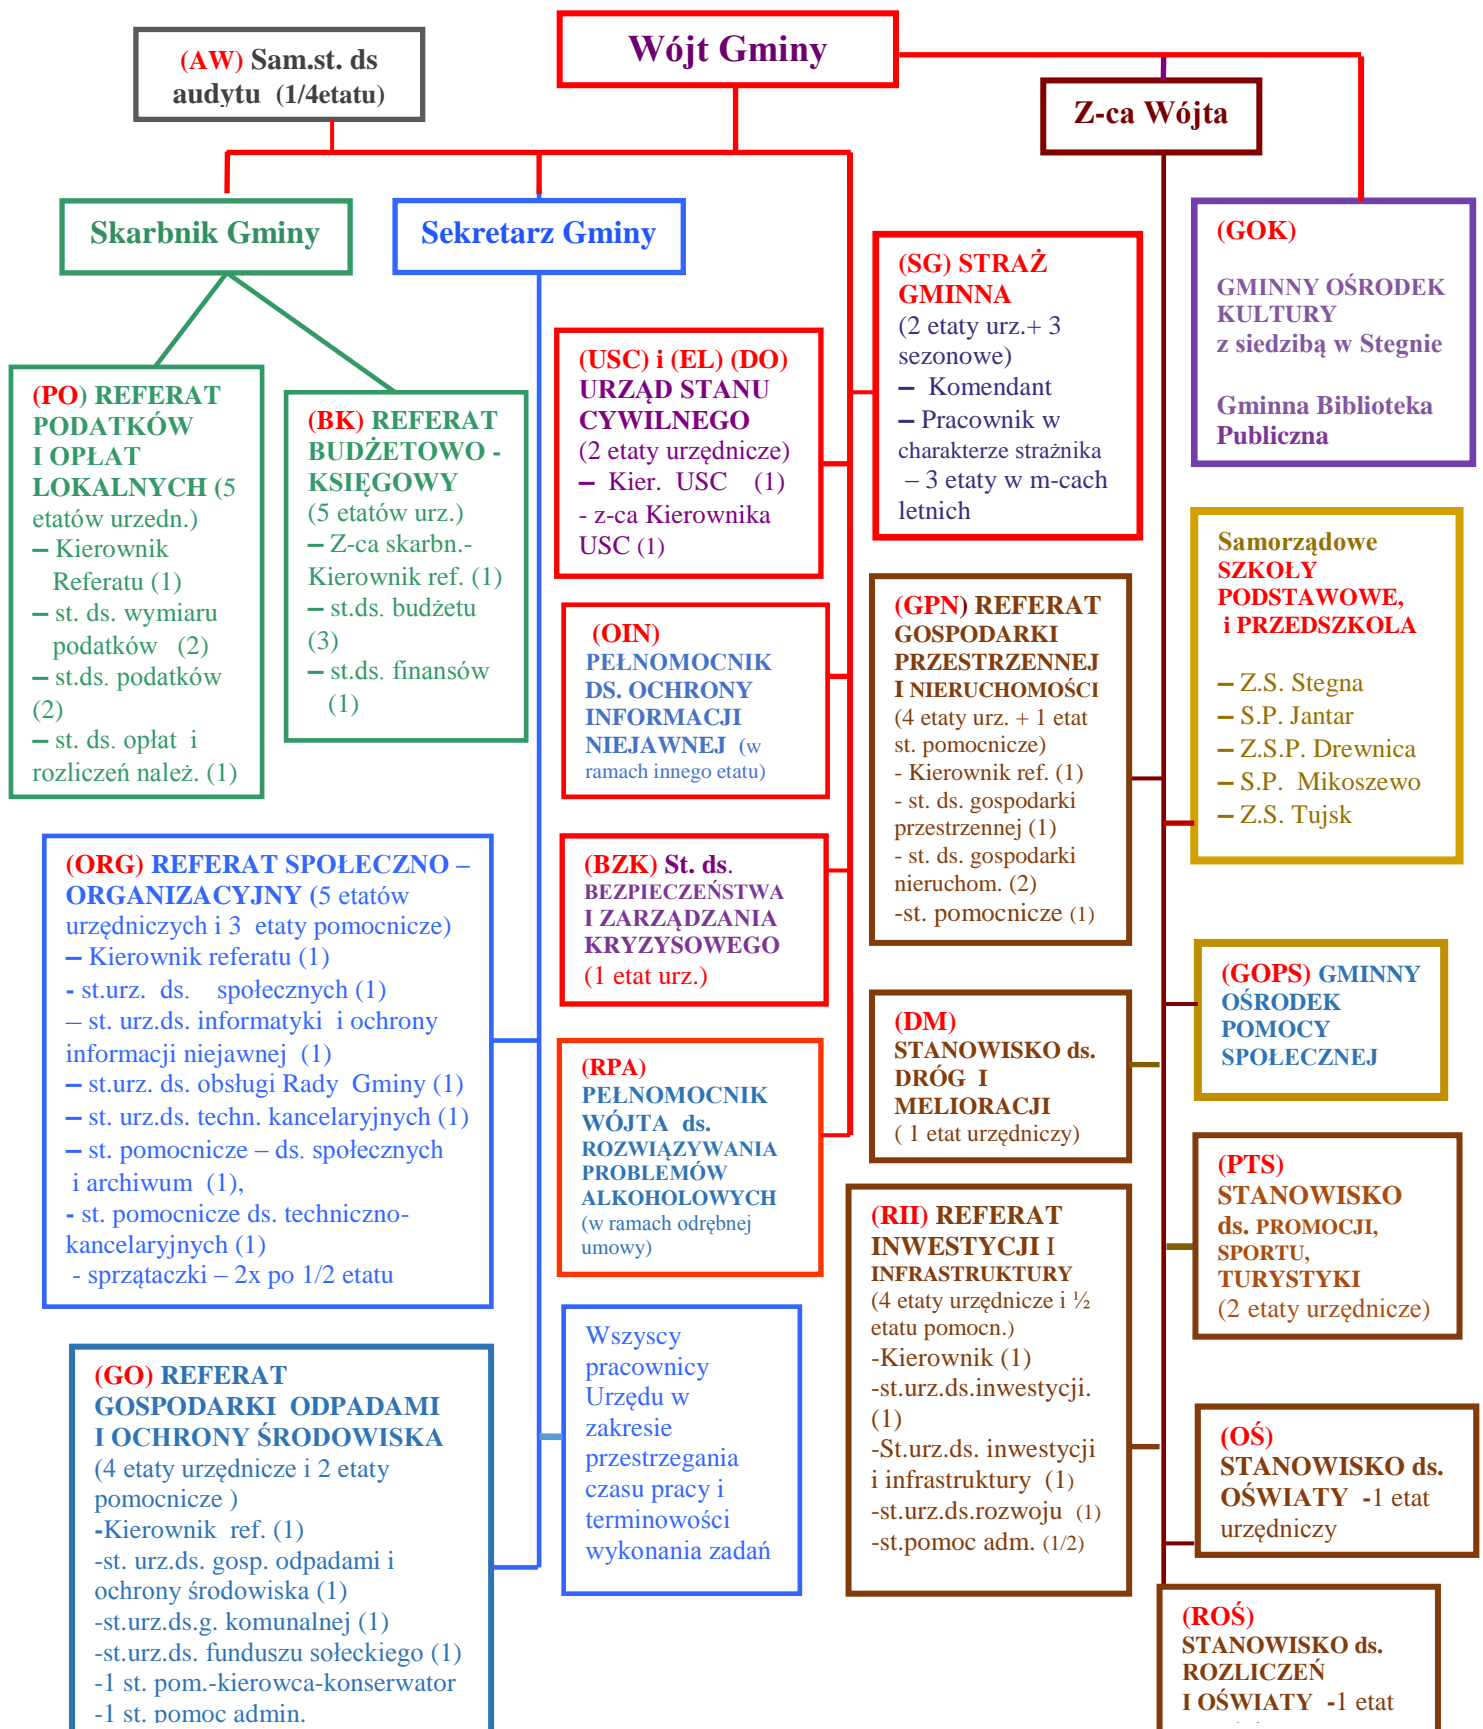 (AW) Sam.st. ds
audytu (1/4etatu)
Wójt Gminy
Z-ca Wójta
Skarbnik Gminy
Sekretarz Gminy
(PO) REFERAT
PODATKÓW
I OPŁAT
LOKALNYCH (5
etatów urzedn.)
– Kierownik
Referatu (1)
– st. ds. wymiaru
podatków (2)
– st.ds. podatków
(2)
– st. ds. opłat i
rozliczeń należ. (1)
(BK) REFERAT
BUDŻETOWO -
KSIĘGOWY
(5 etatów urz.)
– Z-ca skarbn.-
Kierownik ref. (1)
– st.ds. budżetu
(3)
– st.ds. finansów
(1)
(USC) i (EL) (DO)
URZĄD STANU
CYWILNEGO
(2 etaty urzędnicze)
– Kier. USC (1)
- z-ca Kierownika
USC (1)
(SG) STRAŻ
GMINNA
(2 etaty urz.+ 3
sezonowe)
– Komendant
– Pracownik w
charakterze strażnika
– 3 etaty w m-cach
letnich
(GOK)
GMINNY OŚRODEK
KULTURY
z siedzibą w Stegnie
Gminna Biblioteka
Publiczna
(OIN)
PEŁNOMOCNIK
DS. OCHRONY
INFORMACJI
NIEJAWNEJ (w
ramach innego etatu)
(GPN) REFERAT
GOSPODARKI
PRZESTRZENNEJ
I NIERUCHOMOŚCI
(4 etaty urz. + 1 etat
st. pomocnicze)
- Kierownik ref. (1)
- st. ds. gospodarki
przestrzennej (1)
- st. ds. gospodarki
nieruchom. (2)
-st. pomocnicze (1)
Samorządowe
SZKOŁY
PODSTAWOWE,
i PRZEDSZKOLA
– Z.S. Stegna
– S.P. Jantar
– Z.S.P. Drewnica
– S.P. Mikoszewo
– Z.S. Tujsk
(ORG) REFERAT SPOŁECZNO –
ORGANIZACYJNY (5 etatów
urzędniczych i 3 etaty pomocnicze)
– Kierownik referatu (1)
- st.urz. ds. społecznych (1)
– st. urz.ds. informatyki i ochrony
informacji niejawnej (1)
– st.urz. ds. obsługi Rady Gminy (1)
– st. urz.ds. techn. kancelaryjnych (1)
– st. pomocnicze – ds. społecznych
i archiwum (1),
- st. pomocnicze ds. techniczno-
kancelaryjnych (1)
- sprzątaczki – 2x po 1/2 etatu
(BZK) St. ds.
BEZPIECZEŃSTWA
I ZARZĄDZANIA
KRYZYSOWEGO
(1 etat urz.)
(GOPS) GMINNY
OŚRODEK
POMOCY
SPOŁECZNEJ
(DM)
STANOWISKO ds.
DRÓG I
MELIORACJI
( 1 etat urzędniczy)
(RPA)
PEŁNOMOCNIK
WÓJTA ds.
ROZWIĄZYWANIA
PROBLEMÓW
ALKOHOLOWYCH
(w ramach odrębnej
umowy)
(PTS)
STANOWISKO
ds. PROMOCJI,
SPORTU,
TURYSTYKI
(2 etaty urzędnicze)
(RII) REFERAT
INWESTYCJI I
INFRASTRUKTURY
(4 etaty urzędnicze i ½
etatu pomocn.)
-Kierownik (1)
-st.urz.ds.inwestycji.
(1)
-St.urz.ds. inwestycji
i infrastruktury (1)
-st.urz.ds.rozwoju (1)
-st.pomoc adm. (1/2)
(GO) REFERAT
GOSPODARKI ODPADAMI
I OCHRONY ŚRODOWISKA
(4 etaty urzędnicze i 2 etaty
pomocnicze )
-Kierownik ref. (1)
-st. urz.ds. gosp. odpadami i
ochrony środowiska (1)
-st.urz.ds.g. komunalnej (1)
-st.urz.ds. funduszu sołeckiego (1)
-1 st. pom.-kierowca-konserwator
-1 st. pomoc admin.
Wszyscy
pracownicy
Urzędu w
zakresie
przestrzegania
czasu pracy i
terminowości
wykonania zadań
(OŚ)
STANOWISKO ds.
OŚWIATY -1 etat
urzędniczy
(ROŚ)
STANOWISKO ds.
ROZLICZEŃ
I OŚWIATY -1 etat